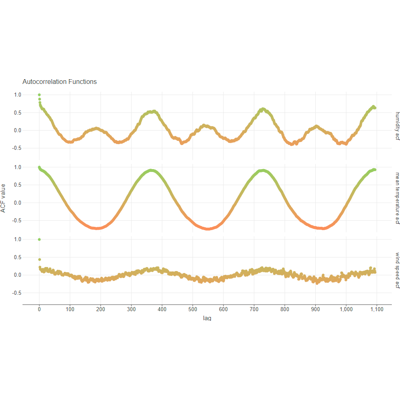 Autocorrelation Functions
1.0
0.5
0.0
-0.5
humidity acf
1.0
0.5
0.0
-0.5
mean temperature acf
1.0
0.5
0.0
-0.5
wind speed acf
ACF value
0 100 200 300 400 500 600 700 800 900 1,000 1,100
lag